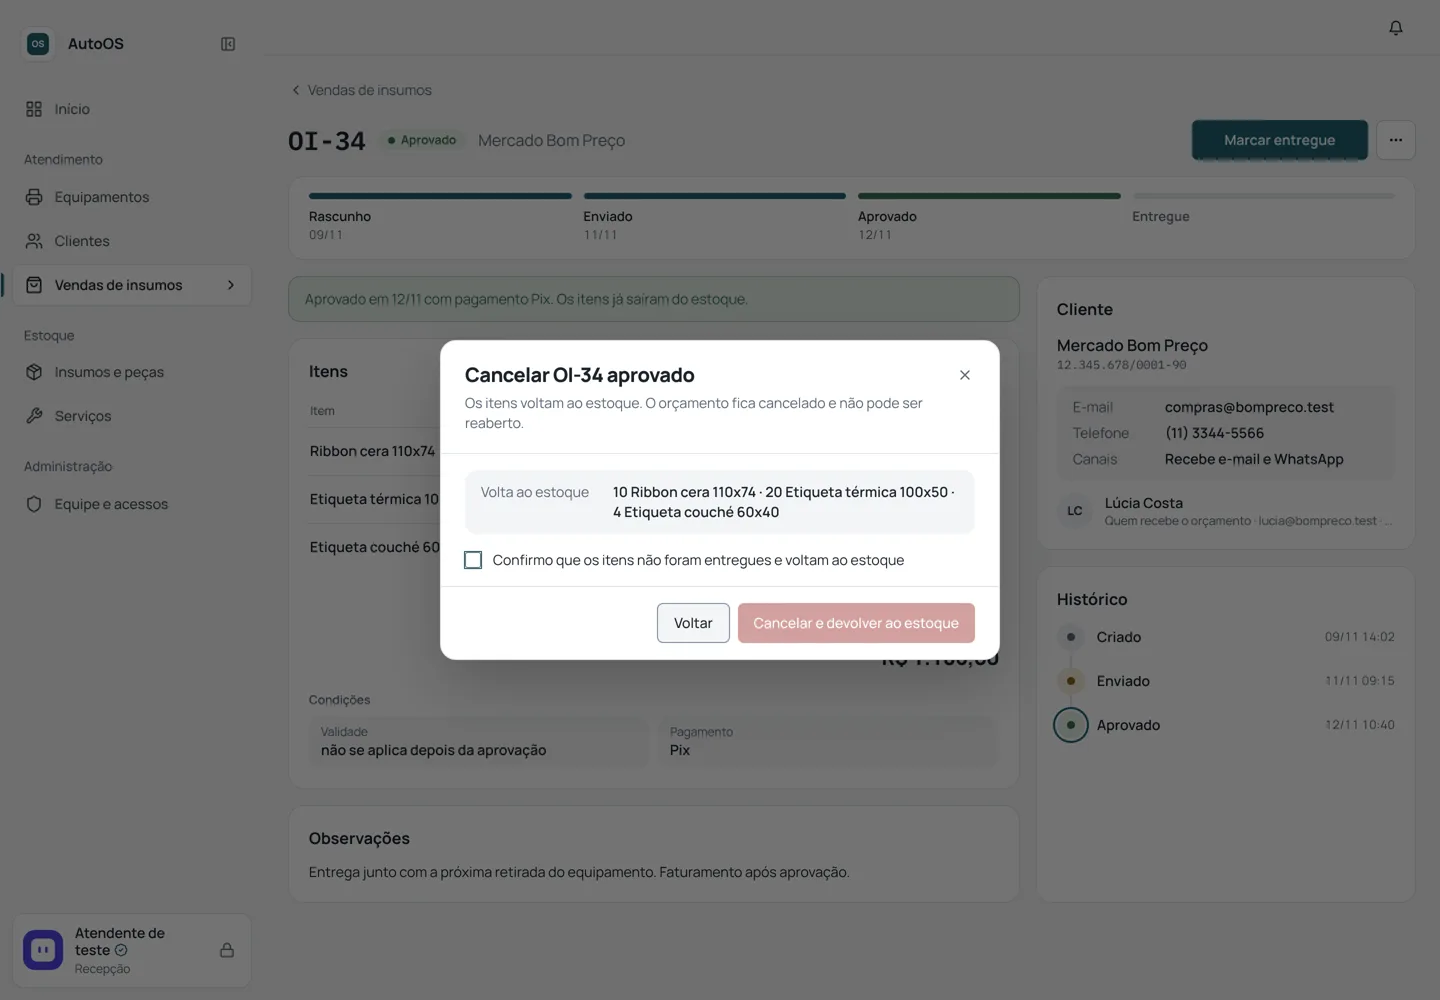 OS AutoOS
Início
Atendimento
Equipamentos
Clientes
Vendas de insumos
Estoque
Insumos e peças
Serviços
Administração
Equipe e acessos
Atendente de
teste
Recepção
Vendas de insumos
OI-34 Aprovado Mercado Bom Preço
Marcar entregue
Rascunho
09/11
Enviado
11/11
Aprovado
12/11
Entregue
Aprovado em 12/11 com pagamento Pix. Os itens já saíram do estoque.
Itens
Item
Ribbon cera 110x74
Etiqueta térmica 10
Etiqueta couché 60
Cancelar OI-34 aprovado
Os itens voltam ao estoque. O orçamento fica cancelado e não pode ser
reaberto.
Volta ao estoque
10 Ribbon cera 110x74 · 20 Etiqueta térmica 100x50 ·
4 Etiqueta couché 60x40
Confirmo que os itens não foram entregues e voltam ao estoque
Voltar
Cancelar e devolver ao estoque
Condições
Validade
não se aplica depois da aprovação
Pagamento
Pix
Observações
Entrega junto com a próxima retirada do equipamento. Faturamento após aprovação.
Cliente
Mercado Bom Preço
12.345.678/0001-90
E-mail compras@bompreco.test
Telefone (11) 3344-5566
Canais Recebe e-mail e WhatsApp
LC Lúcia Costa
Quem recebe o orçamento · lucia@bompreco.test · ...
Histórico
Criado 09/11 14:02
Enviado 11/11 09:15
Aprovado 12/11 10:40